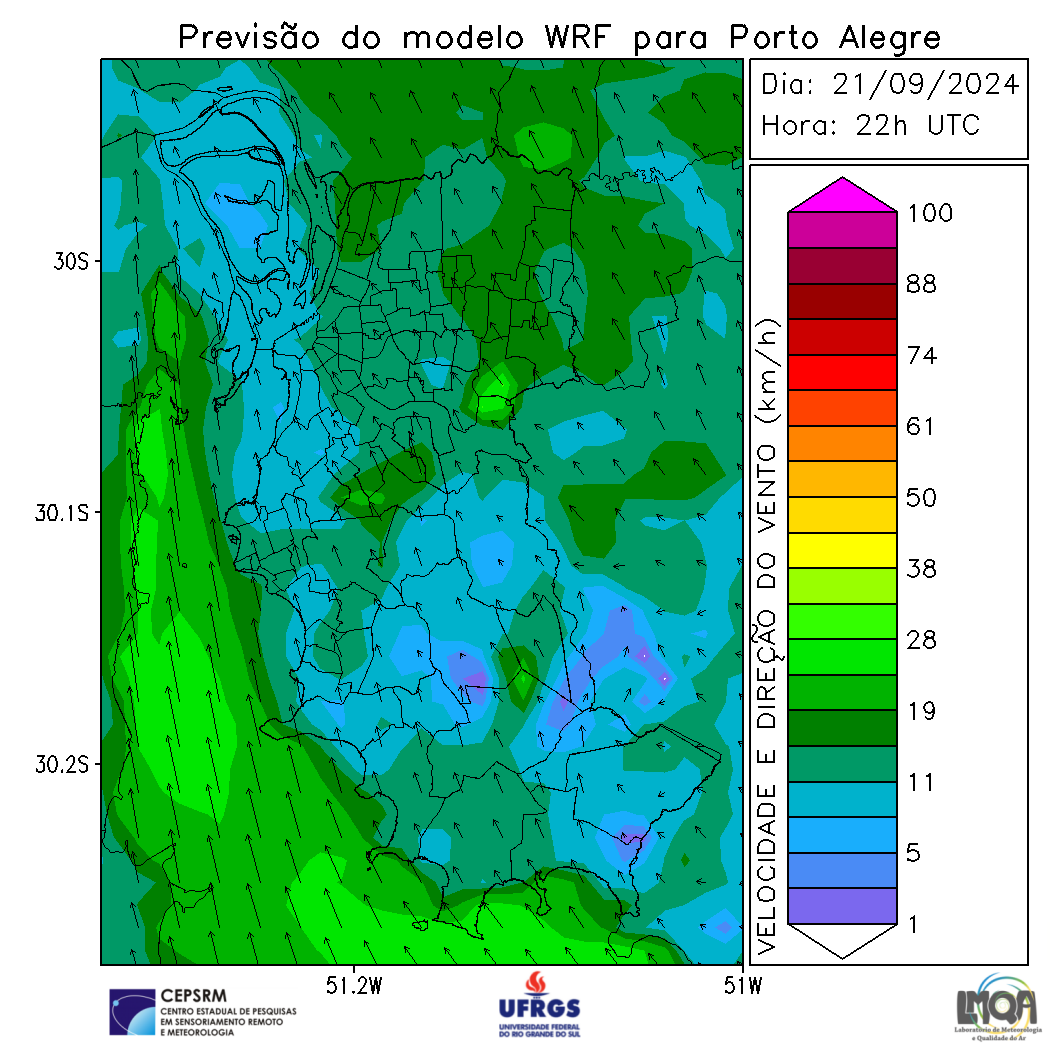 Previsão do modelo WRF para Porto Alegre
Dia: 21/09/2024
Hora: 22h UTC
30S
30.1S
30.2S
51.2W
51W
VELOCIDADE E DIREÇÃO DO VENTO (km/h)
100
88
74
61
50
38
28
19
11
5
1
CEPSRM
CENTRO ESTADUAL DE PESQUISAS
EM SENSORIAMENTO REMOTO
E METEOROLOGIA
UFRGS
UNIVERSIDADE FEDERAL
DO RIO GRANDE DO SUL
LMQA
Laboratório de Meteorologia
e Qualidade do Ar